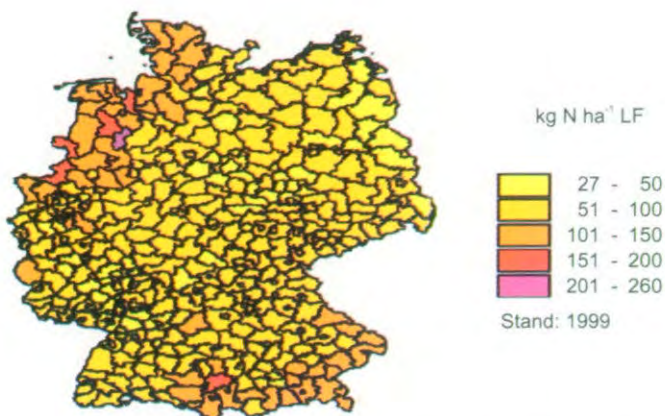 kg N ha⁻¹ LF
27 - 50
51 - 100
101 - 150
151 - 200
201 - 260
Stand: 1999